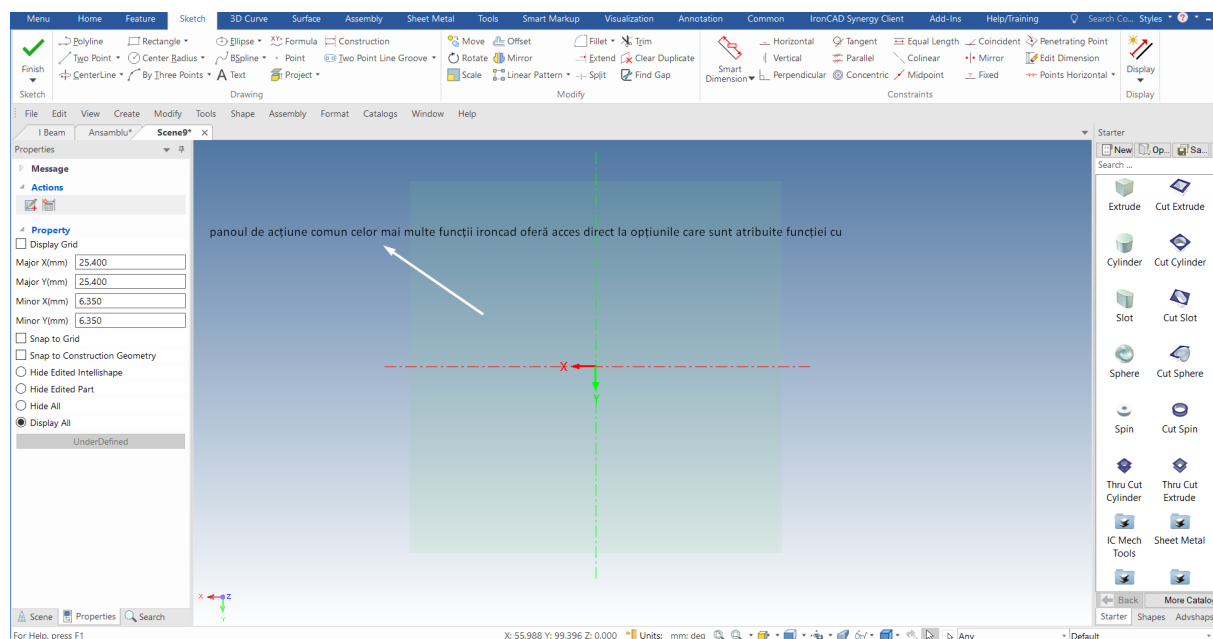 Menu Home Feature Sketch 3D Curve Surface Assembly Sheet Metal Tools Smart Markup Visualization Annotation Common IronCAD Synergy Client Add-Ins Help/Training Search Co... Styles
Polyline Rectangle Ellipse XY= Formula Construction Move Offset Fillet Trim Horizontal Tangent Equal Length Coincident Penetrating Point
Two Point Center Radius BSpline Point Two Point Line Groove Rotate Mirror Extend Clear Duplicate Vertical Parallel Colinear Mirror Edit Dimension
Finish CenterLine By Three Points A Text Project Scale Linear Pattern Split Find Gap Smart Dimension Perpendicular Concentric Midpoint Fixed Points Horizontal Display
Sketch Drawing Modify Constraints Display
File Edit View Create Modify Tools Shape Assembly Format Catalogs Window Help
I Beam Ansamblu* Scene9* X Starter
Properties New Op... Sa...
Message Search ...
Actions
Extrude Cut Extrude
Property
panoul de acțiune comun celor mai multe funcții ironcad oferă acces direct la opțiunile care sunt atribuite funcției cu
Display Grid
Major X(mm) 25,400 Cylinder Cut Cylinder
Major Y(mm) 25,400
Minor X(mm) 6,350
Minor Y(mm) 6,350 Slot Cut Slot
Snap to Grid
Snap to Construction Geometry
Hide Edited Intellishape X Sphere Cut Sphere
Hide Edited Part
Y
Hide All
Display All Spin Cut Spin
UnderDefined
Thru Cut Cylinder Thru Cut Extrude
IC Mech Tools Sheet Metal
X Z
Y
Back More Catalo
Scene Properties Search Starter Shapes Advshaps
For Help, press F1 X: 55.988 Y: 99.396 Z: 0.000 Units: mm; deg Any Default